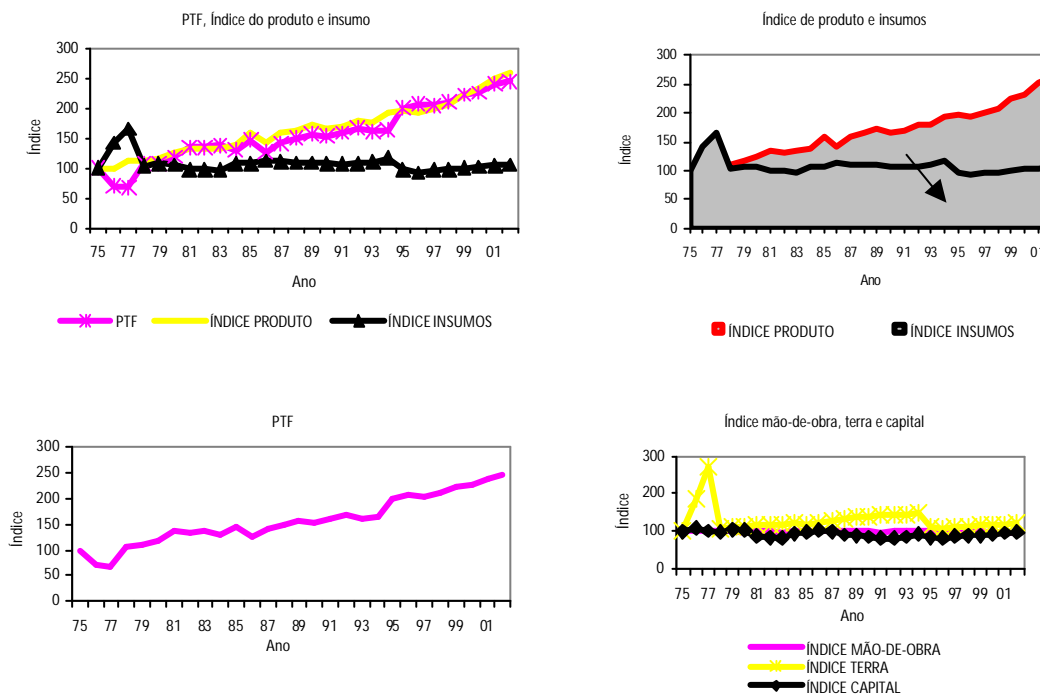 PTF, Índice do produto e insumo
300
250
200
150
100
50
0
Índice
75 77 79 81 83 85 87 89 91 93 95 97 99 01
Ano
PTF ÍNDICE PRODUTO ÍNDICE INSUMOS
Índice de produto e insumos
300
250
200
150
100
50
0
Índice
75 77 79 81 83 85 87 89 91 93 95 97 99 01
Ano
ÍNDICE PRODUTO ÍNDICE INSUMOS
PTF
300
250
200
150
100
50
0
Índice
75 77 79 81 83 85 87 89 91 93 95 97 99 01
Ano
Índice mão-de-obra, terra e capital
300
200
100
0
Índice
75 77 79 81 83 85 87 89 91 93 95 97 99 01
Ano
ÍNDICE MÃO-DE-OBRA
ÍNDICE TERRA
ÍNDICE CAPITAL